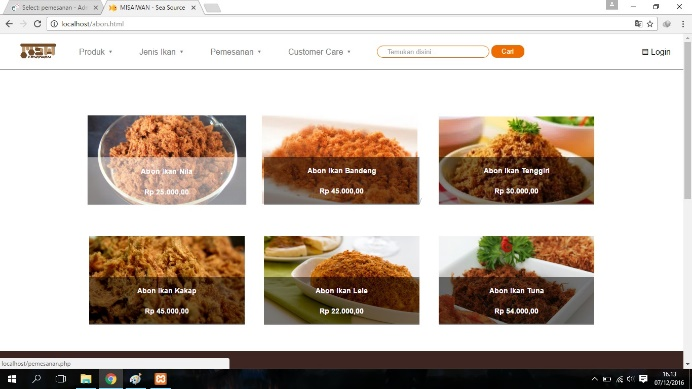 Select: pemesanan - Ad
MISAIWAN - Sea Source
localhost/abon.html
Produk
Jenis Ikan
Pemesanan
Customer Care
Temukan disini
Cari
Login
Abon Ikan Nila
Rp 25.000,00
Abon Ikan Bandeng
Rp 45.000,00
Abon Ikan Tenggiri
Rp 30.000,00
Abon Ikan Kakap
Rp 45.000,00
Abon Ikan Lele
Rp 22.000,00
Abon Ikan Tuna
Rp 54.000,00
localhost/pemesanan.php
16.13
07/12/2016